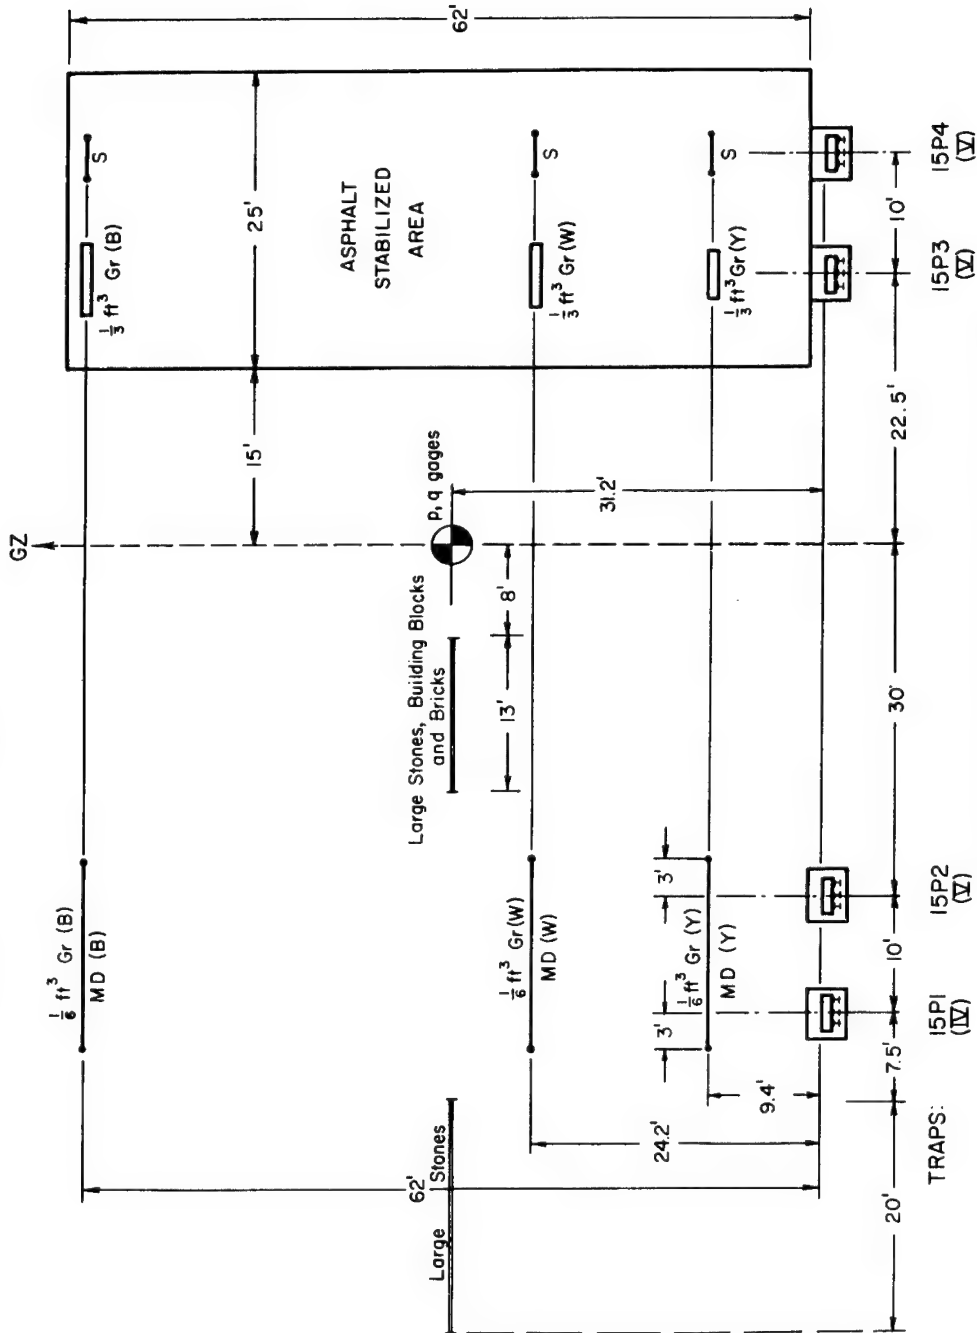 GZ
62'
S
1/3 ft³ Gr (B)
25'
ASPHALT
STABILIZED
AREA
15'
1/6 ft³ Gr (B)
MD (B)
p, q gages
Large Stones, Building Blocks
and Bricks
8'
13'
31.2'
S
1/3 ft³ Gr (W)
1/6 ft³ Gr (W)
MD (W)
S
1/3 ft³ Gr (Y)
1/6 ft³ Gr (Y)
MD (Y)
3'
3'
Large Stones
62'
24.2'
9.4'
20'
7.5'
10'
30'
22.5'
10'
TRAPS:
15P1
(IV)
15P2
(V)
15P3
(V)
15P4
(V)